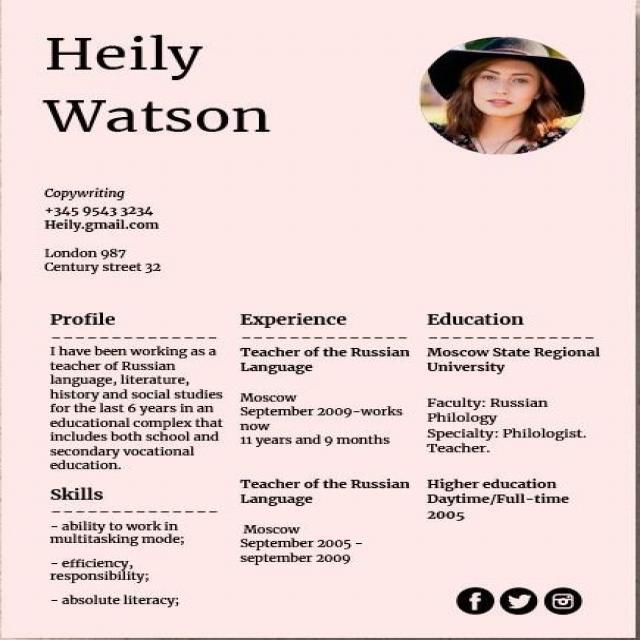 Heily
Watson
Copywriting
+345 9543 3234
Heily.gmail.com
London 987
Century street 32
Profile
I have been working as a
teacher of Russian
language, literature,
history and social studies
for the last 6 years in an
educational complex that
includes both school and
secondary vocational
education.
Skills
- ability to work in
multitasking mode;
- efficiency,
responsibility;
- absolute literacy;
Experience
Teacher of the Russian
Language
Moscow
September 2009-works
now
11 years and 9 months
Teacher of the Russian
Language
Moscow
September 2005 -
september 2009
Education
Moscow State Regional
University
Faculty: Russian
Philology
Specialty: Philologist.
Teacher.
Higher education
Daytime/Full-time
2005